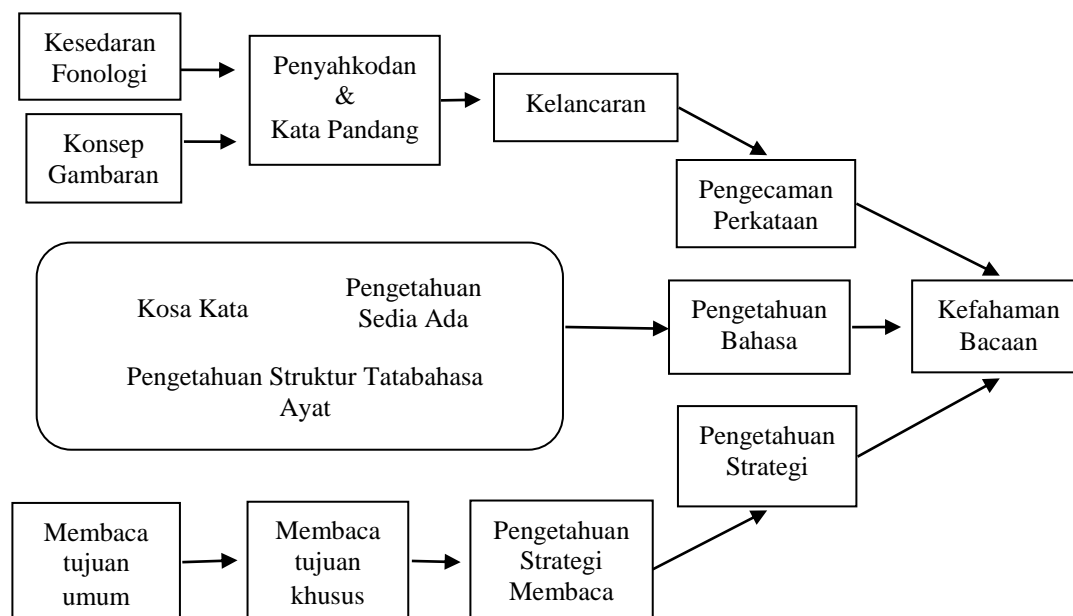 Kesedaran
Fonologi
Konsep
Gambaran
Penyahkodan
&
Kata Pandang
Kelancaran
Pengecaman
Perkataan
Kosa Kata
Pengetahuan
Sedia Ada
Pengetahuan Struktur Tatabahasa
Ayat
Pengetahuan
Bahasa
Kefahaman
Bacaan
Pengetahuan
Strategi
Membaca
tujuan
umum
Membaca
tujuan
khusus
Pengetahuan
Strategi
Membaca